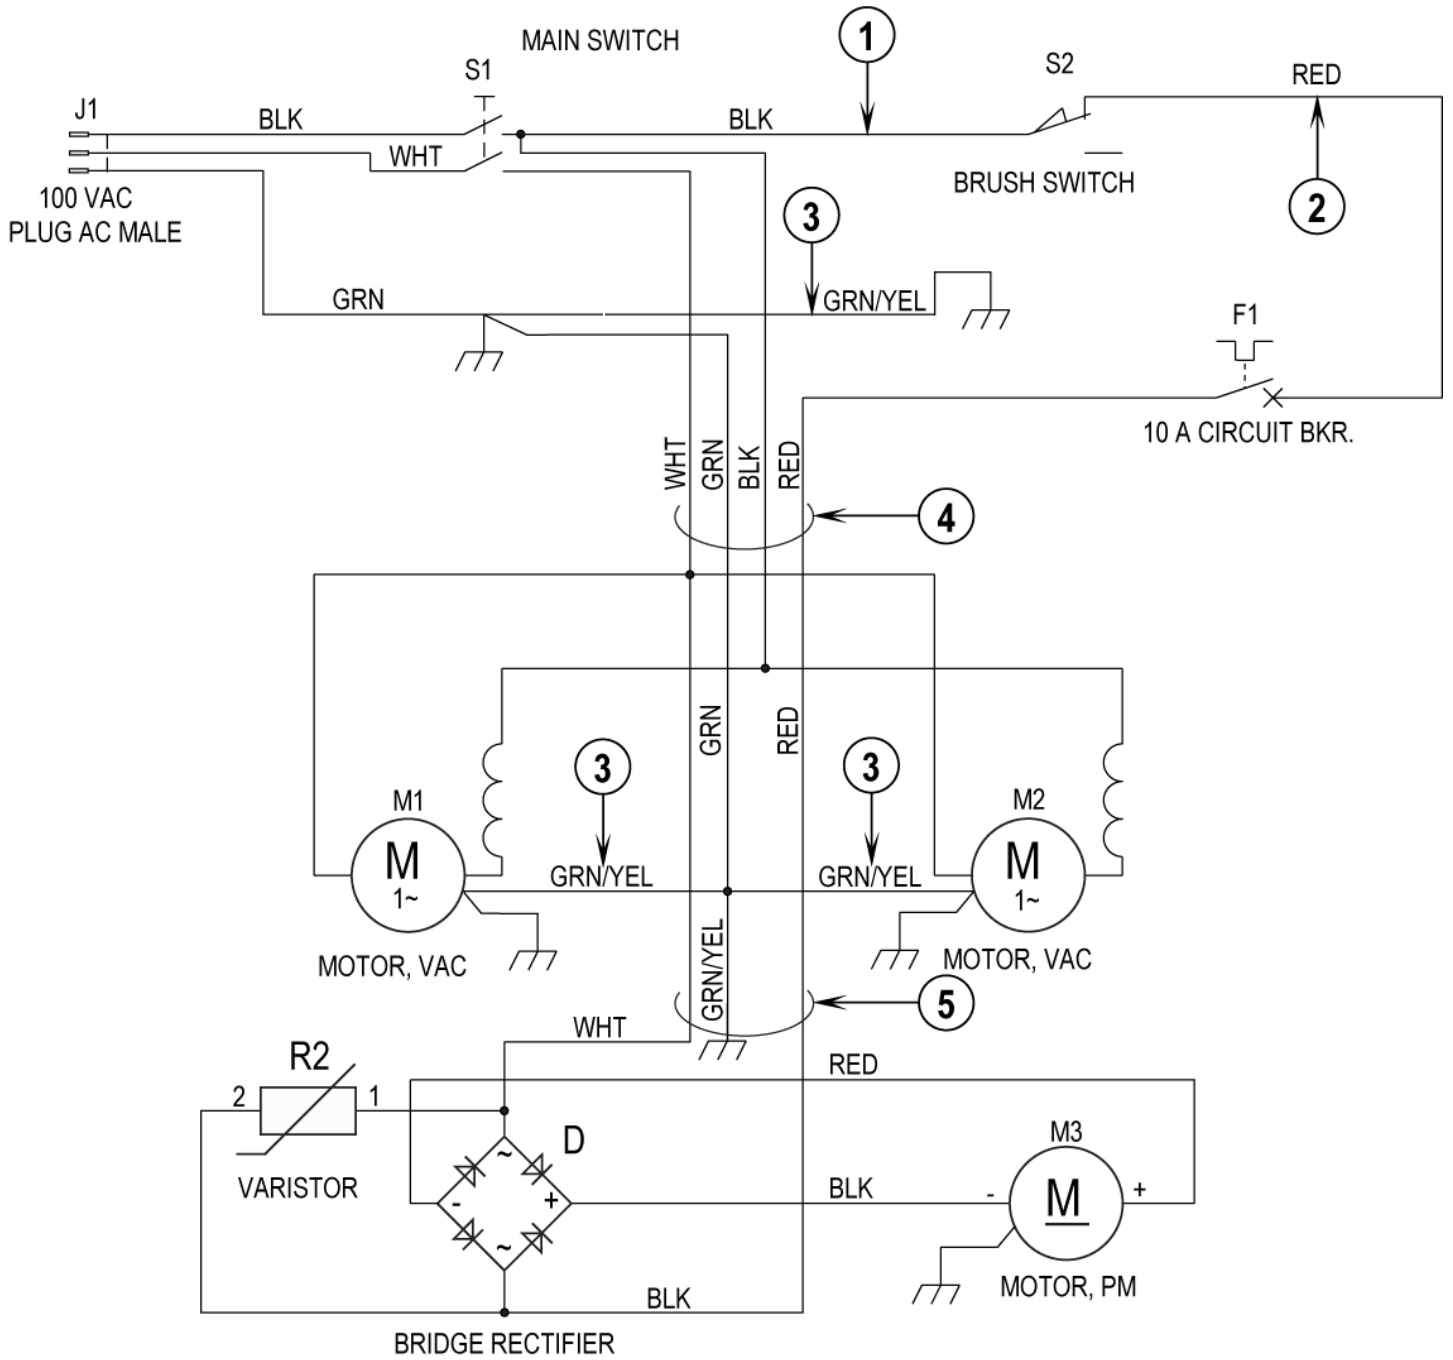 MAIN SWITCH
1
S1
S2
RED
J1
BLK
BLK
WHT
100 VAC
PLUG AC MALE
BRUSH SWITCH
3
2
GRN
GRN/YEL
F1
10 A CIRCUIT BKR.
WHT
GRN
BLK
RED
4
GRN
RED
3
3
M1
M
1~
M2
M
1~
GRN/YEL
GRN/YEL
MOTOR, VAC
MOTOR, VAC
GRN/YEL
5
WHT
R2
2
1
RED
VARISTOR
D
~
-
+
~
BLK
M3
-
M
+
MOTOR, PM
BLK
BRIDGE RECTIFIER